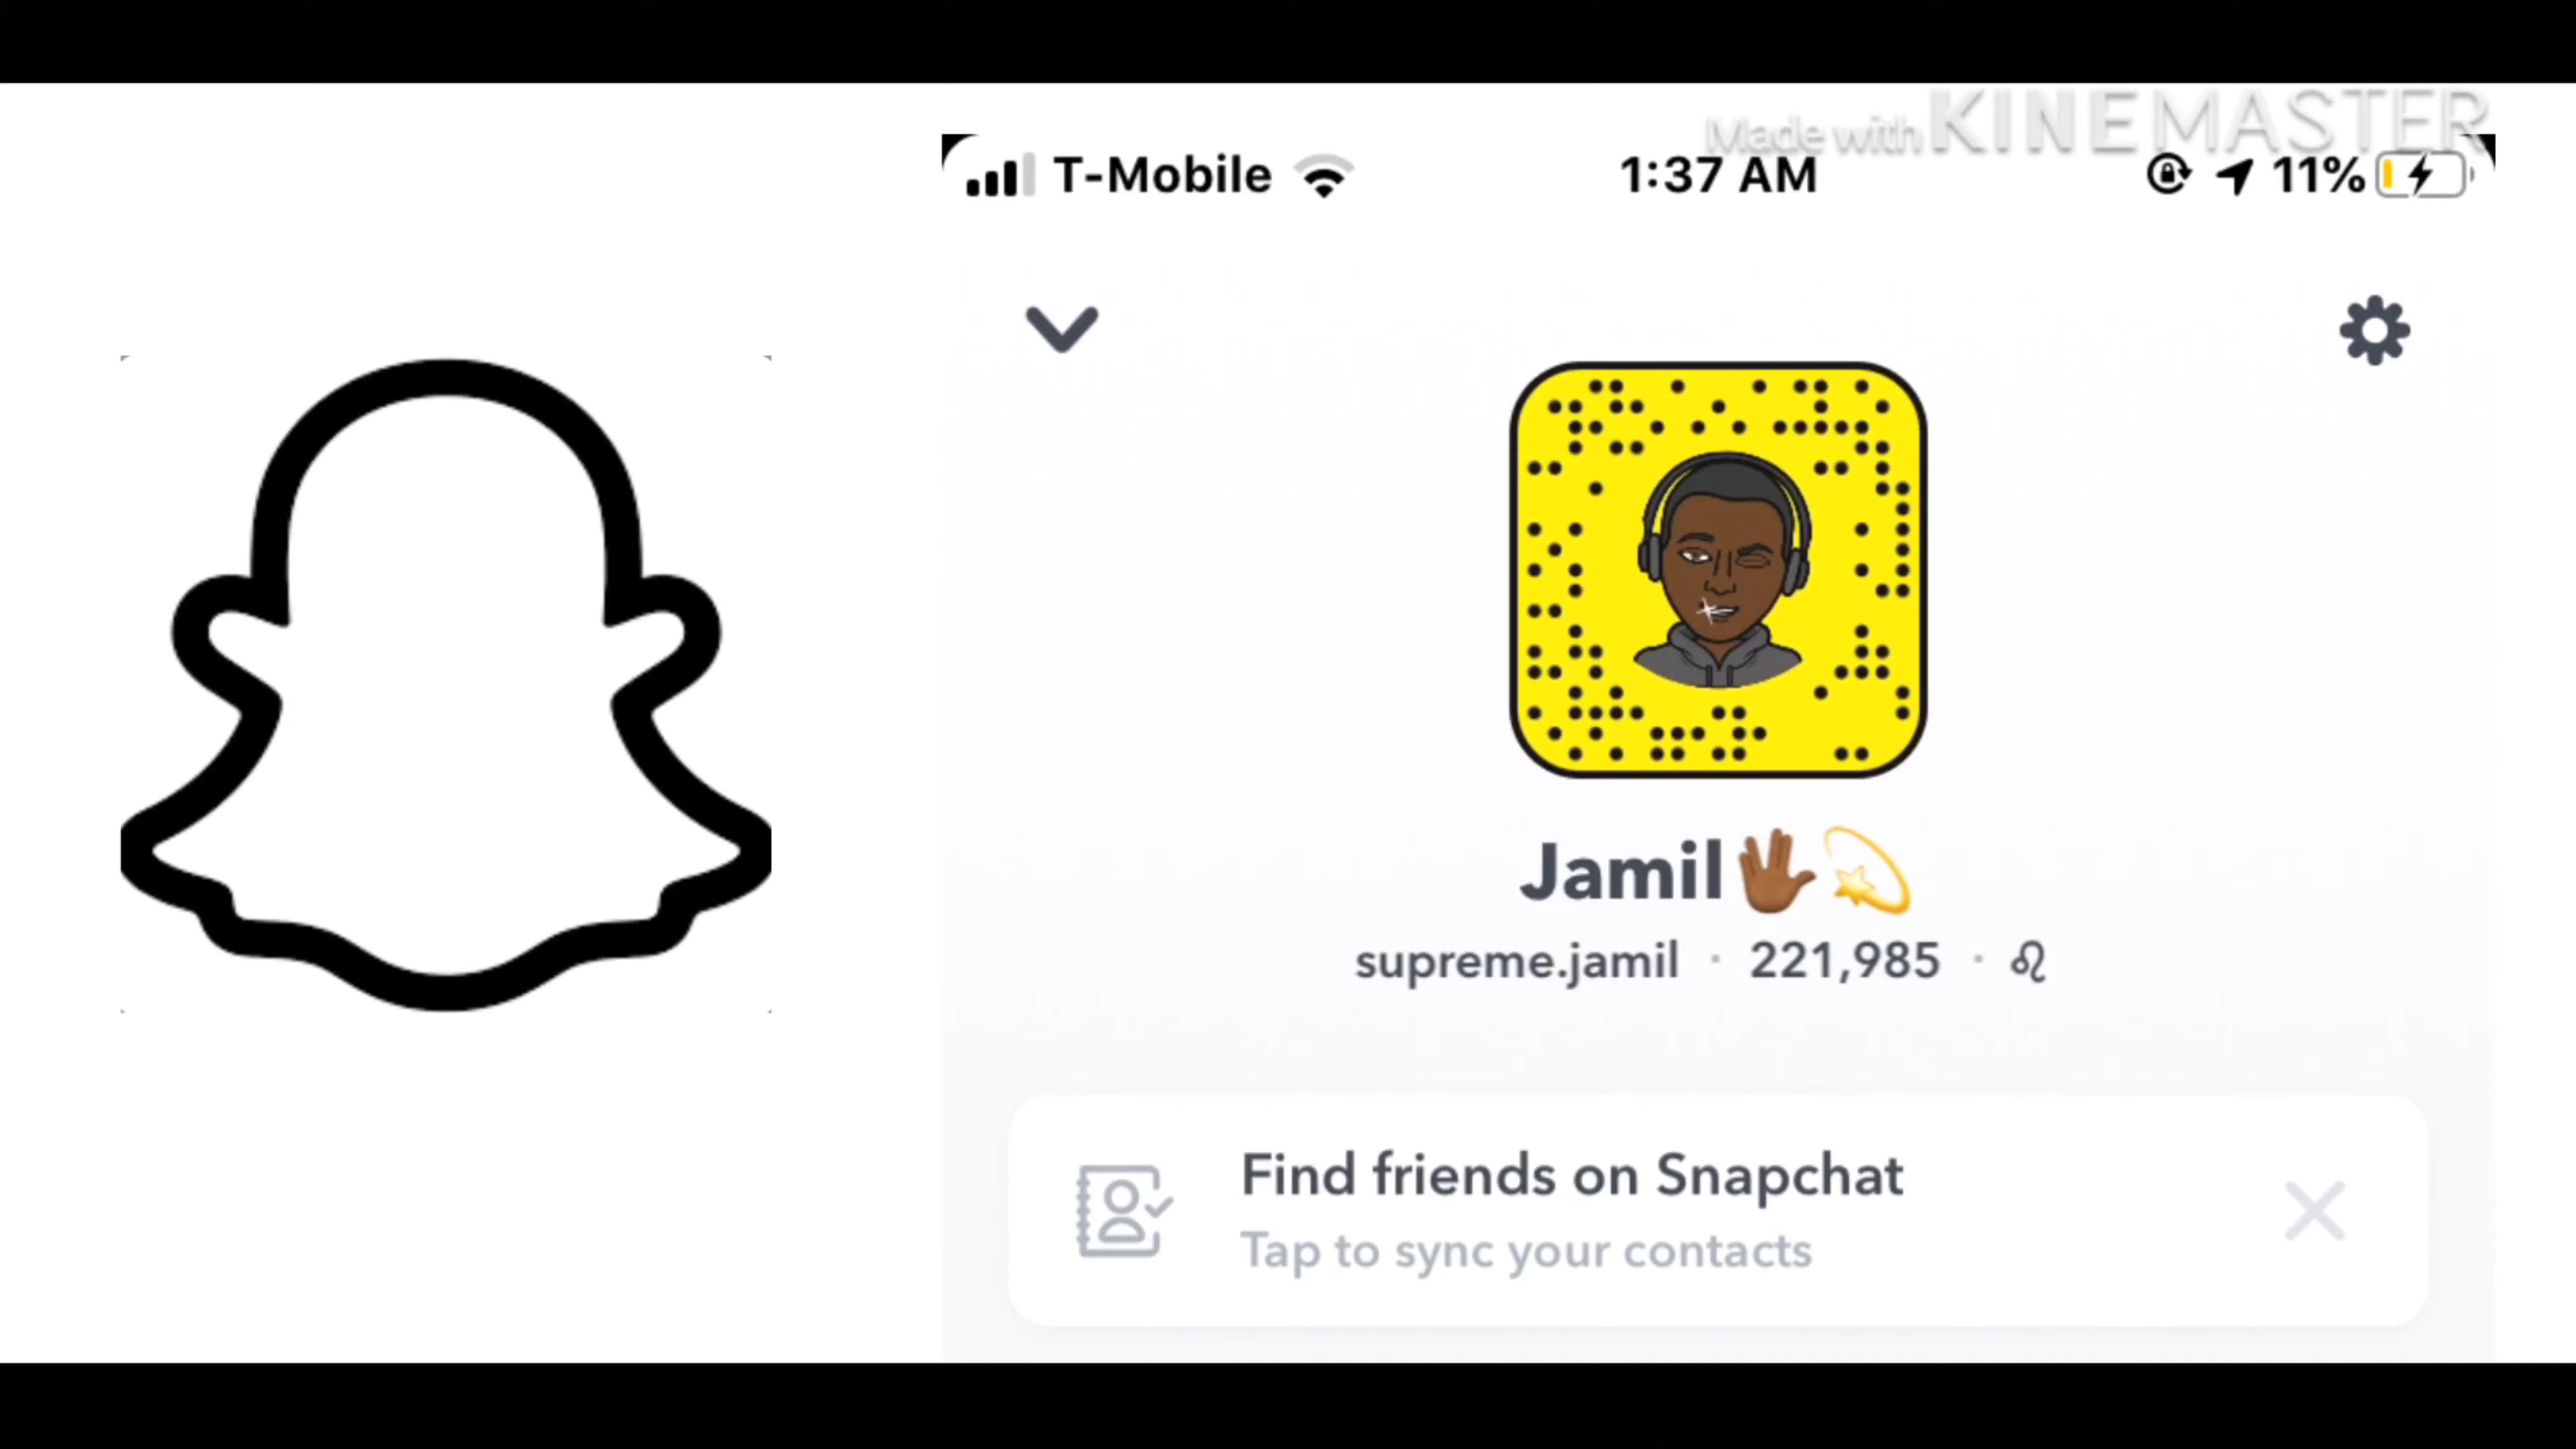 Made with KINEMASTER
T-Mobile 1:37 AM 11%
Jamil🖖🏾💫
supreme.jamil · 221,985 · ♌︎
Find friends on Snapchat
Tap to sync your contacts